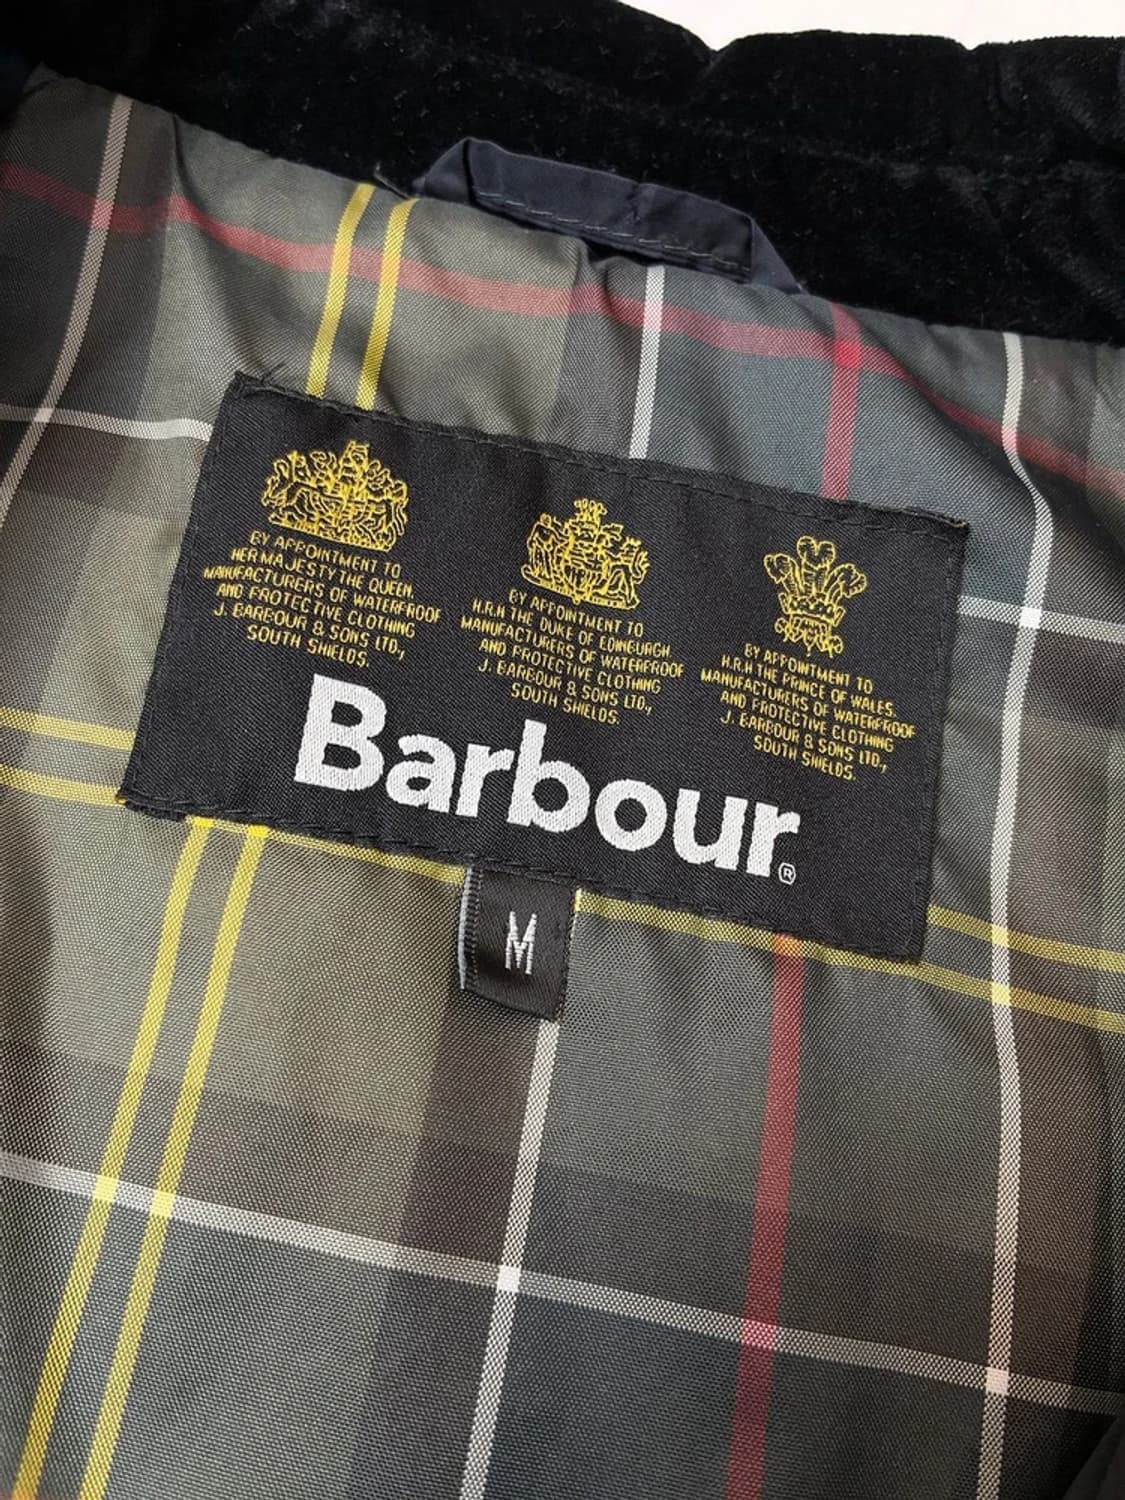 BY APPOINTMENT TO
HER MAJESTY THE QUEEN.
MANUFACTURERS OF WATERPROOF
AND PROTECTIVE CLOTHING
J. BARBOUR & SONS LTD.,
SOUTH SHIELDS.
BY APPOINTMENT TO
H.R.H THE DUKE OF EDINBURGH
MANUFACTURERS OF WATERPROOF
AND PROTECTIVE CLOTHING
J. BARBOUR & SONS LTD.,
SOUTH SHIELDS.
BY APPOINTMENT TO
H.R.H THE PRINCE OF WALES.
MANUFACTURERS OF WATERPROOF
AND PROTECTIVE CLOTHING
J. BARBOUR & SONS LTD.,
SOUTH SHIELDS.
Barbour®
M